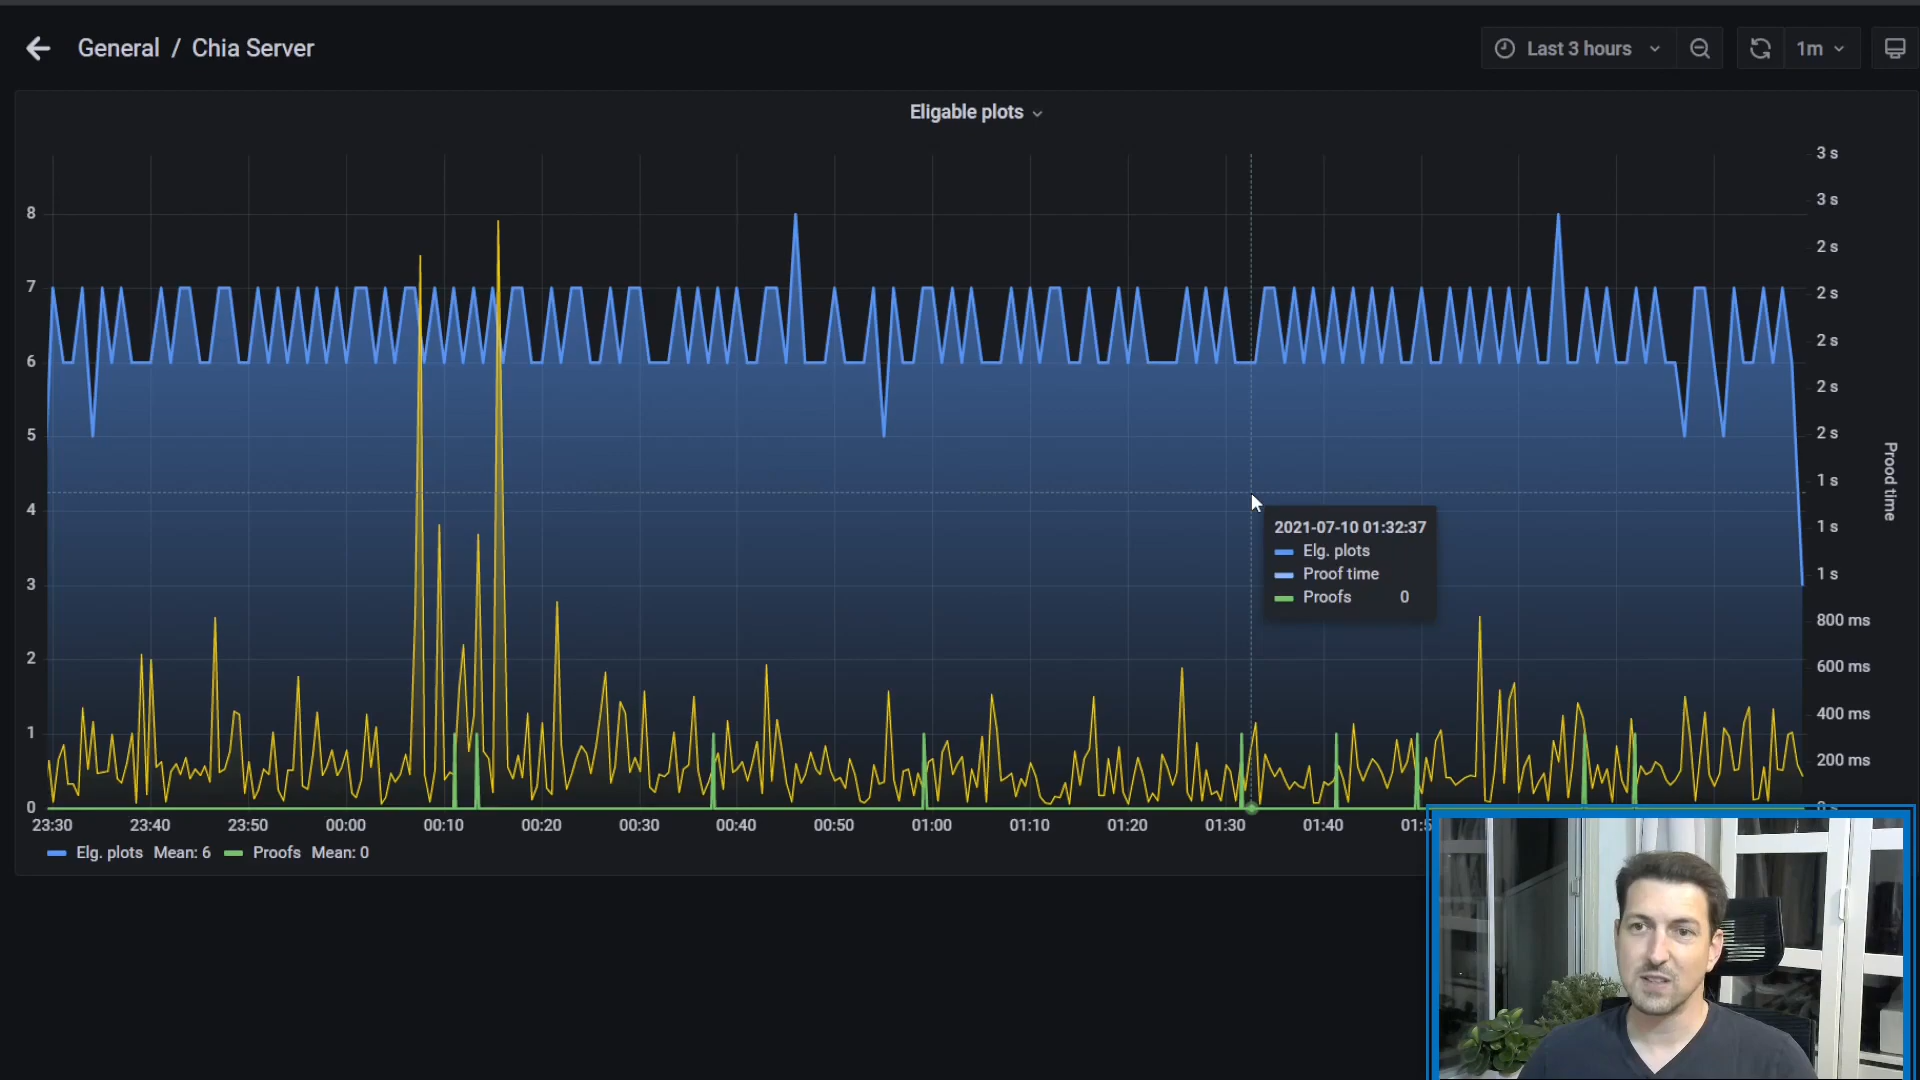 General / Chia Server
Last 3 hours
1m
Eligable plots
8
7
6
5
4
3
2
1
0
3 s
3 s
2 s
2 s
2 s
2 s
2 s
1 s
1 s
1 s
800 ms
600 ms
400 ms
200 ms
Prood time
2021-07-10 01:32:37
Elg. plots
Proof time
Proofs 0
23:30 23:40 23:50 00:00 00:10 00:20 00:30 00:40 00:50 01:00 01:10 01:20 01:30 01:40
Elg. plots Mean: 6 Proofs Mean: 0